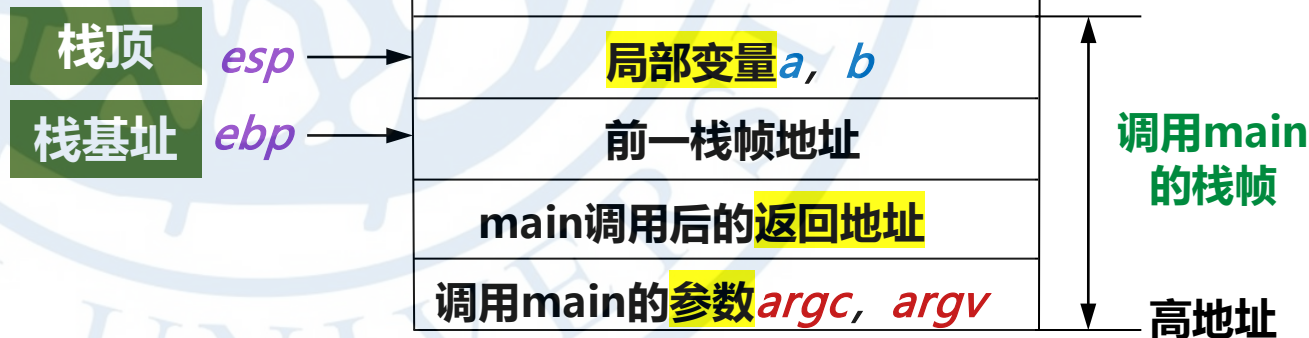 栈顶 esp 局部变量a，b
栈基址 ebp 前一栈帧地址
调用main
的栈帧
main调用后的返回地址
调用main的参数argc，argv
高地址